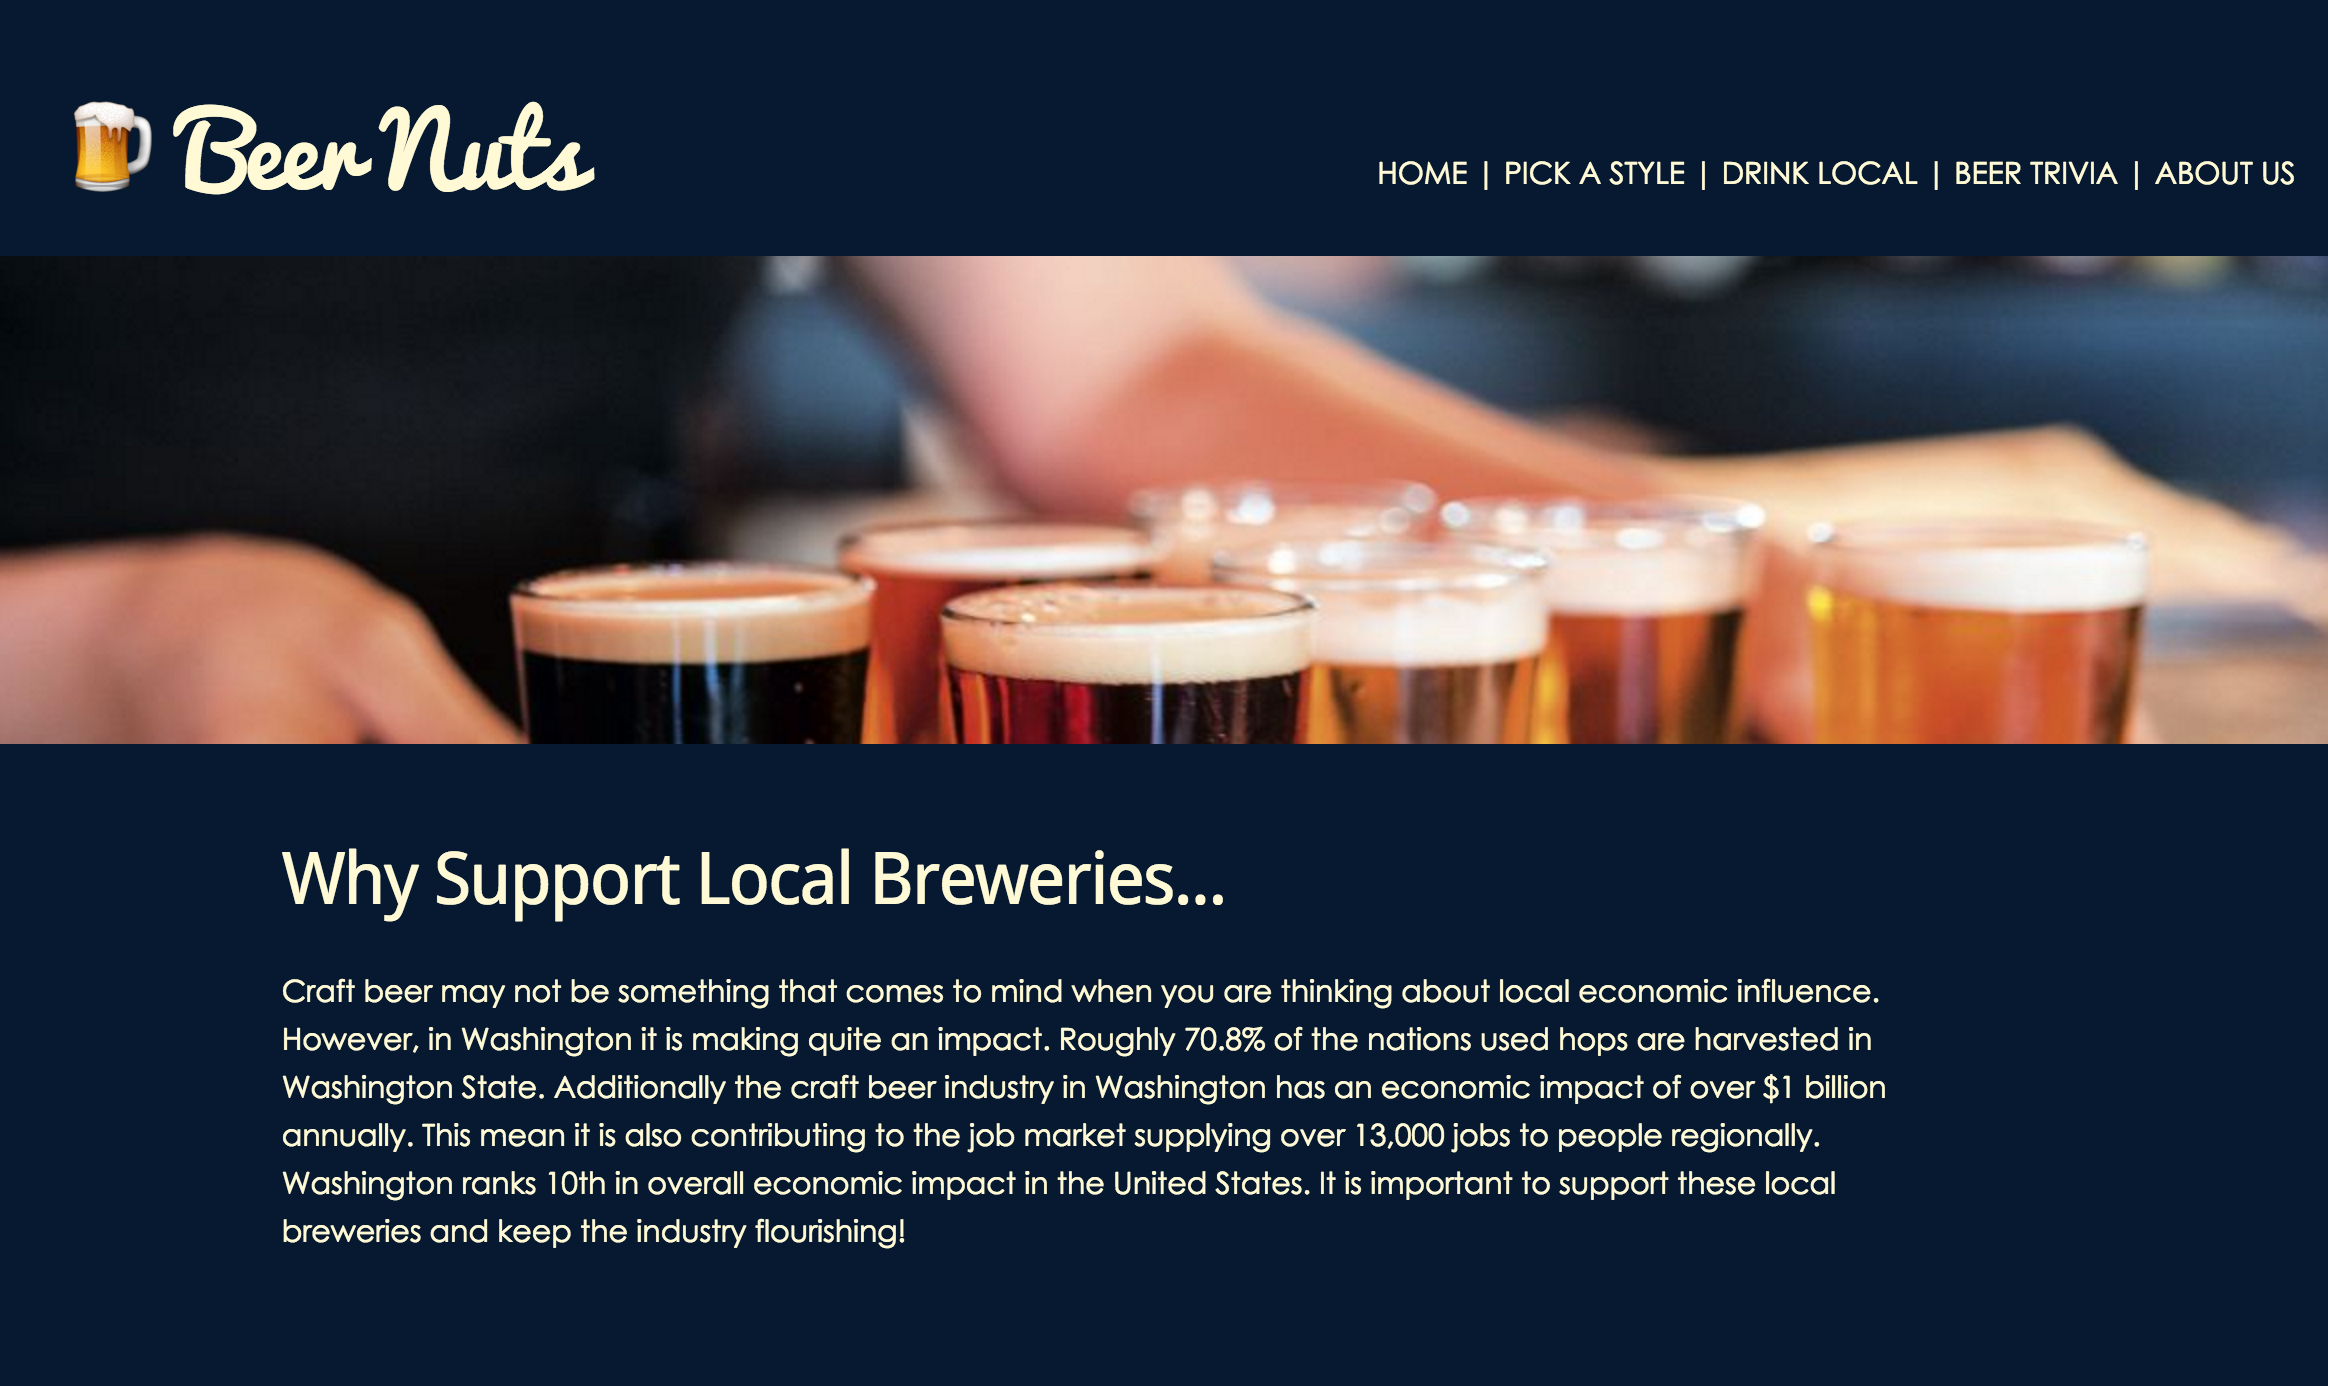 Beer Nuts
HOME | PICK A STYLE | DRINK LOCAL | BEER TRIVIA | ABOUT US
Why Support Local Breweries...
Craft beer may not be something that comes to mind when you are thinking about local economic influence.
However, in Washington it is making quite an impact. Roughly 70.8% of the nations used hops are harvested in
Washington State. Additionally the craft beer industry in Washington has an economic impact of over $1 billion
annually. This mean it is also contributing to the job market supplying over 13,000 jobs to people regionally.
Washington ranks 10th in overall economic impact in the United States. It is important to support these local
breweries and keep the industry flourishing!